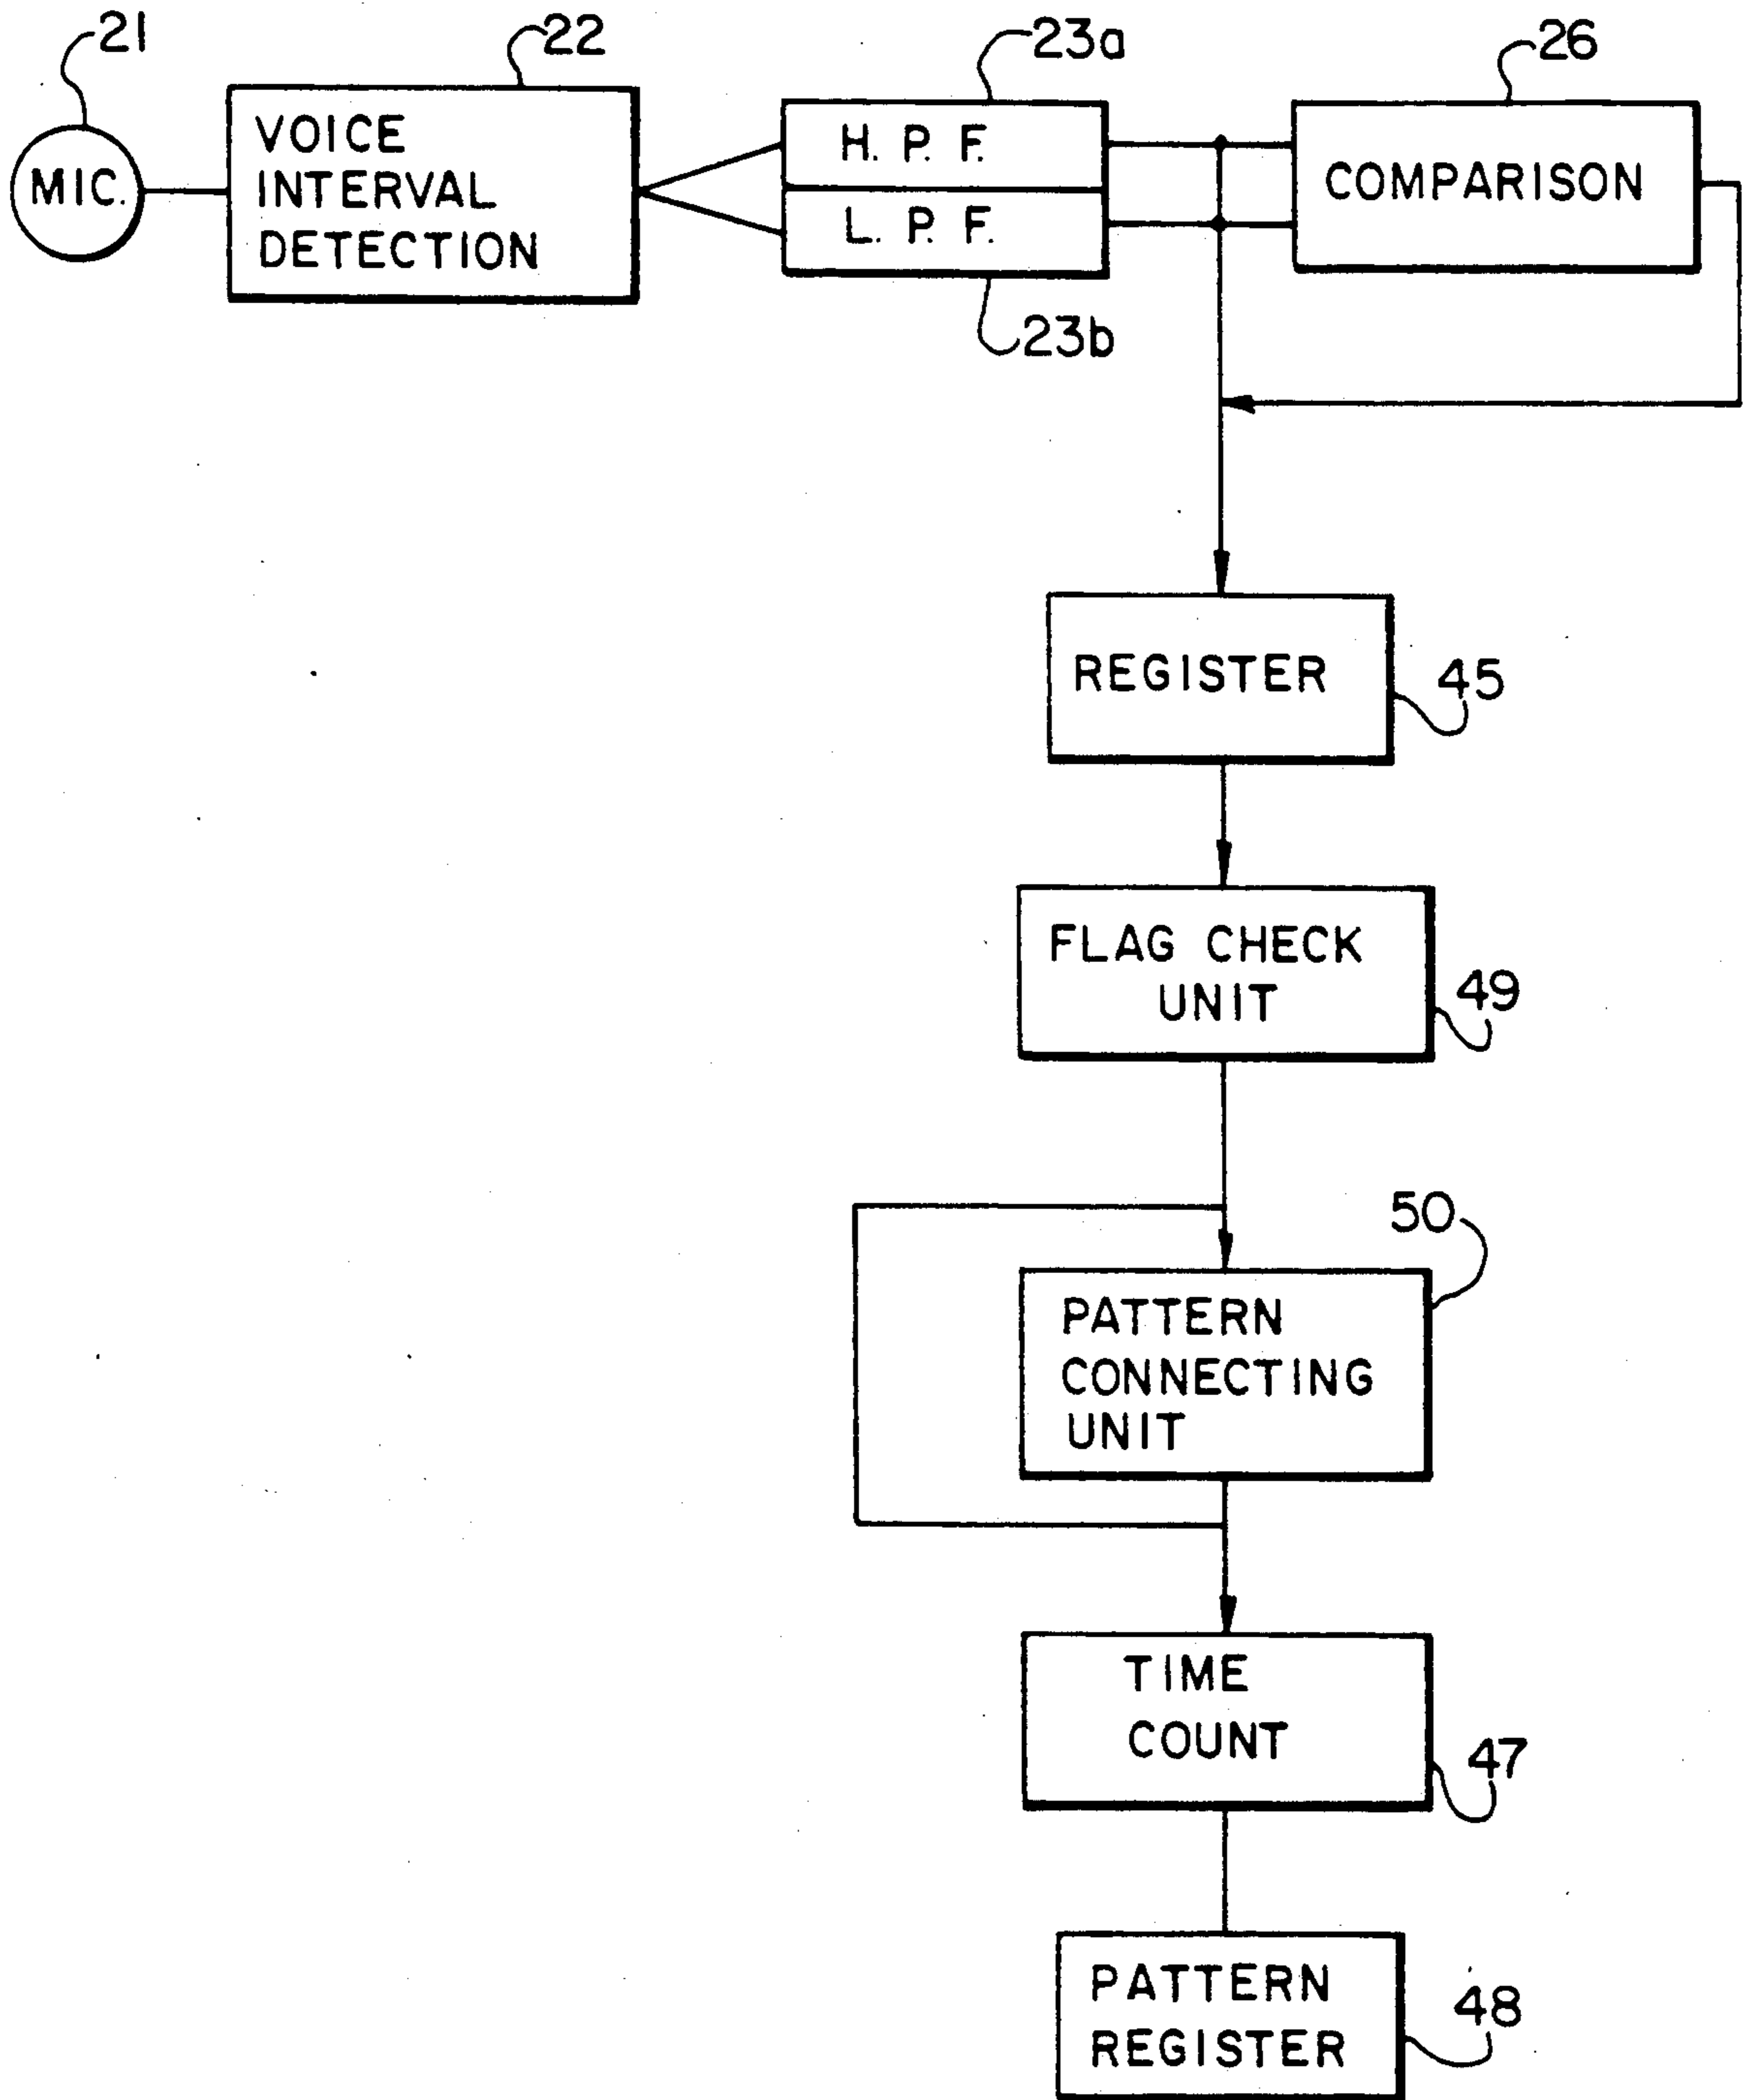 21
22
23a
26
MIC.
VOICE
INTERVAL
DETECTION
H. P. F.
L. P. F.
COMPARISON
23b
REGISTER
45
FLAG CHECK
UNIT
49
50
PATTERN
CONNECTING
UNIT
TIME
COUNT
47
PATTERN
REGISTER
48